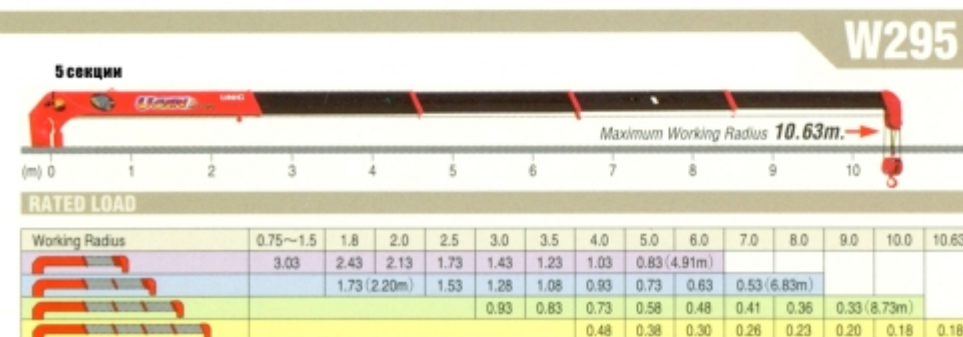 W295
5 секции
UNIC
Maximum Working Radius 10.63m.
(m) 0 1 2 3 4 5 6 7 8 9 10
RATED LOAD
Working Radius 0.75～1.5 1.8 2.0 2.5 3.0 3.5 4.0 5.0 6.0 7.0 8.0 9.0 10.0 10.63
3.03 2.43 2.13 1.73 1.43 1.23 1.03 0.83(4.91m)
1.73(2.20m) 1.53 1.28 1.08 0.93 0.73 0.63 0.53(6.83m)
0.93 0.83 0.73 0.58 0.48 0.41 0.36 0.33(8.73m)
0.48 0.38 0.30 0.26 0.23 0.20 0.18 0.18